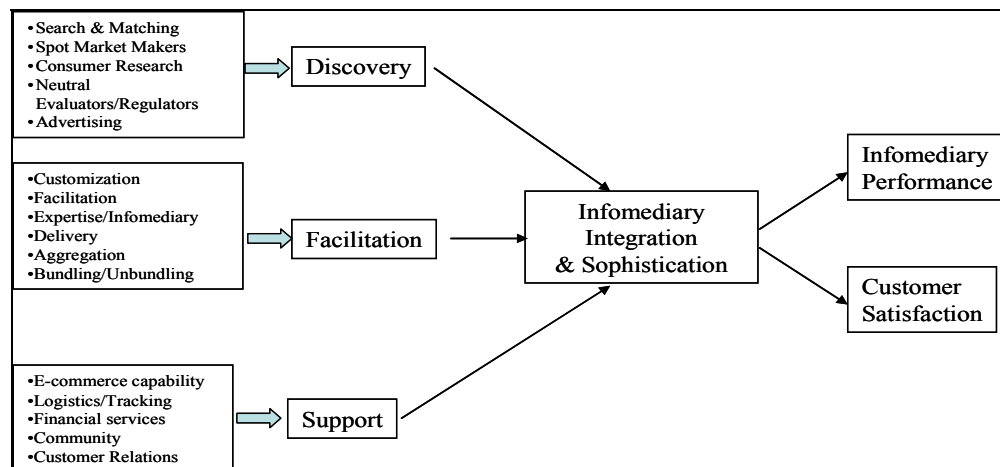 •Search & Matching
•Spot Market Makers
•Consumer Research
•Neutral
Evaluators/Regulators
•Advertising
Discovery
•Customization
•Facilitation
•Expertise/Infomediary
•Delivery
•Aggregation
•Bundling/Unbundling
Facilitation
•E-commerce capability
•Logistics/Tracking
•Financial services
•Community
•Customer Relations
Support
Infomediary
Integration
& Sophistication
Infomediary
Performance
Customer
Satisfaction